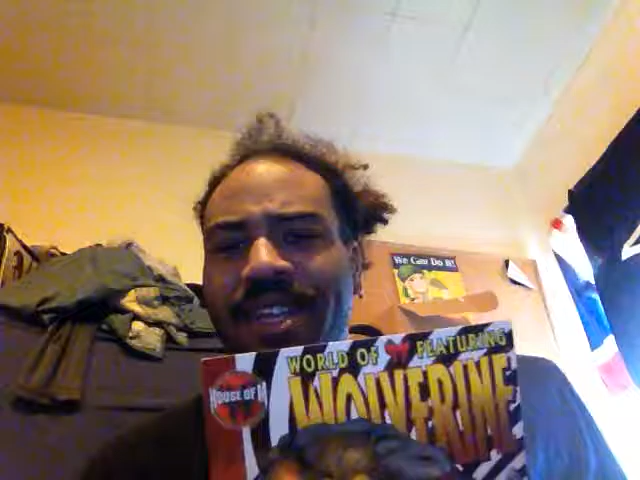 We Can Do It!
WORLD OF M FEATURING
HOUSE OF M
WOLVERINE